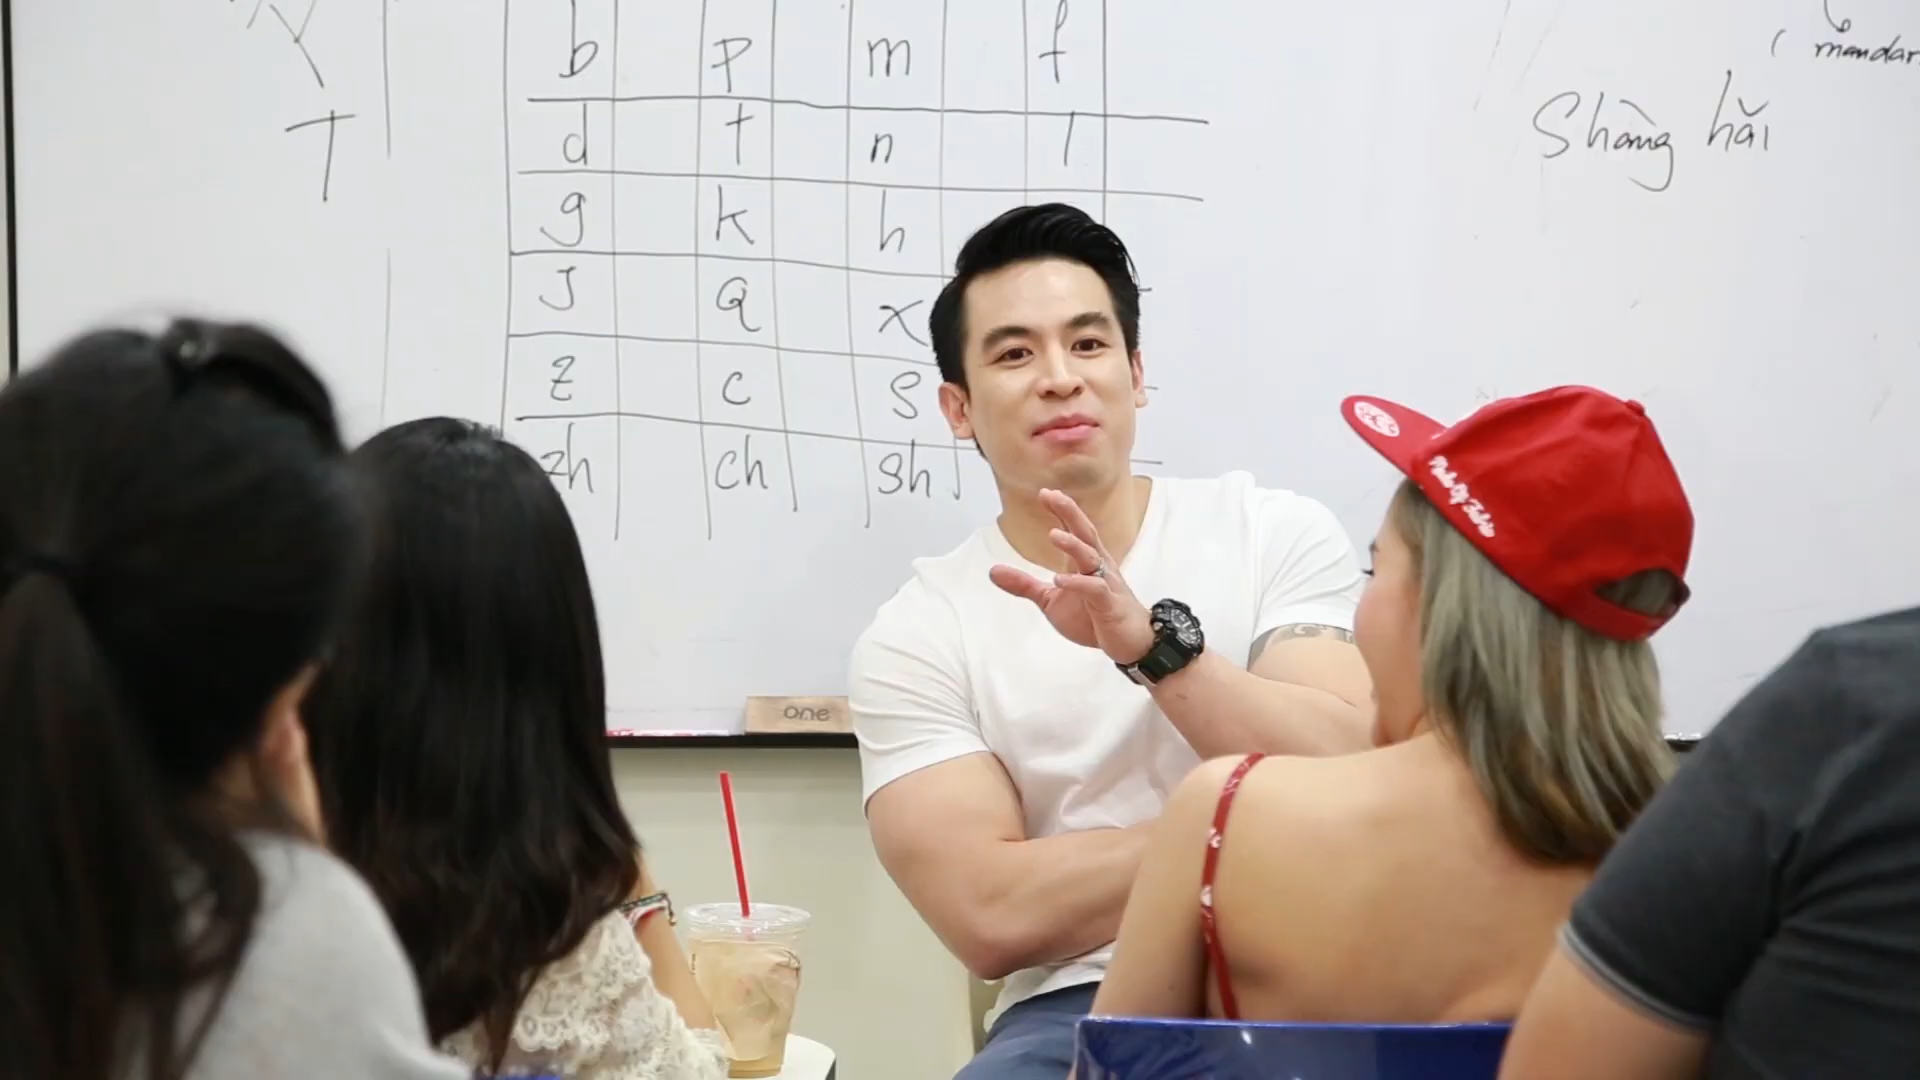 T
b p m f
d t n l
g k h
J Q x
z c s
zh ch sh
(mandar
Shàng hǎi
one